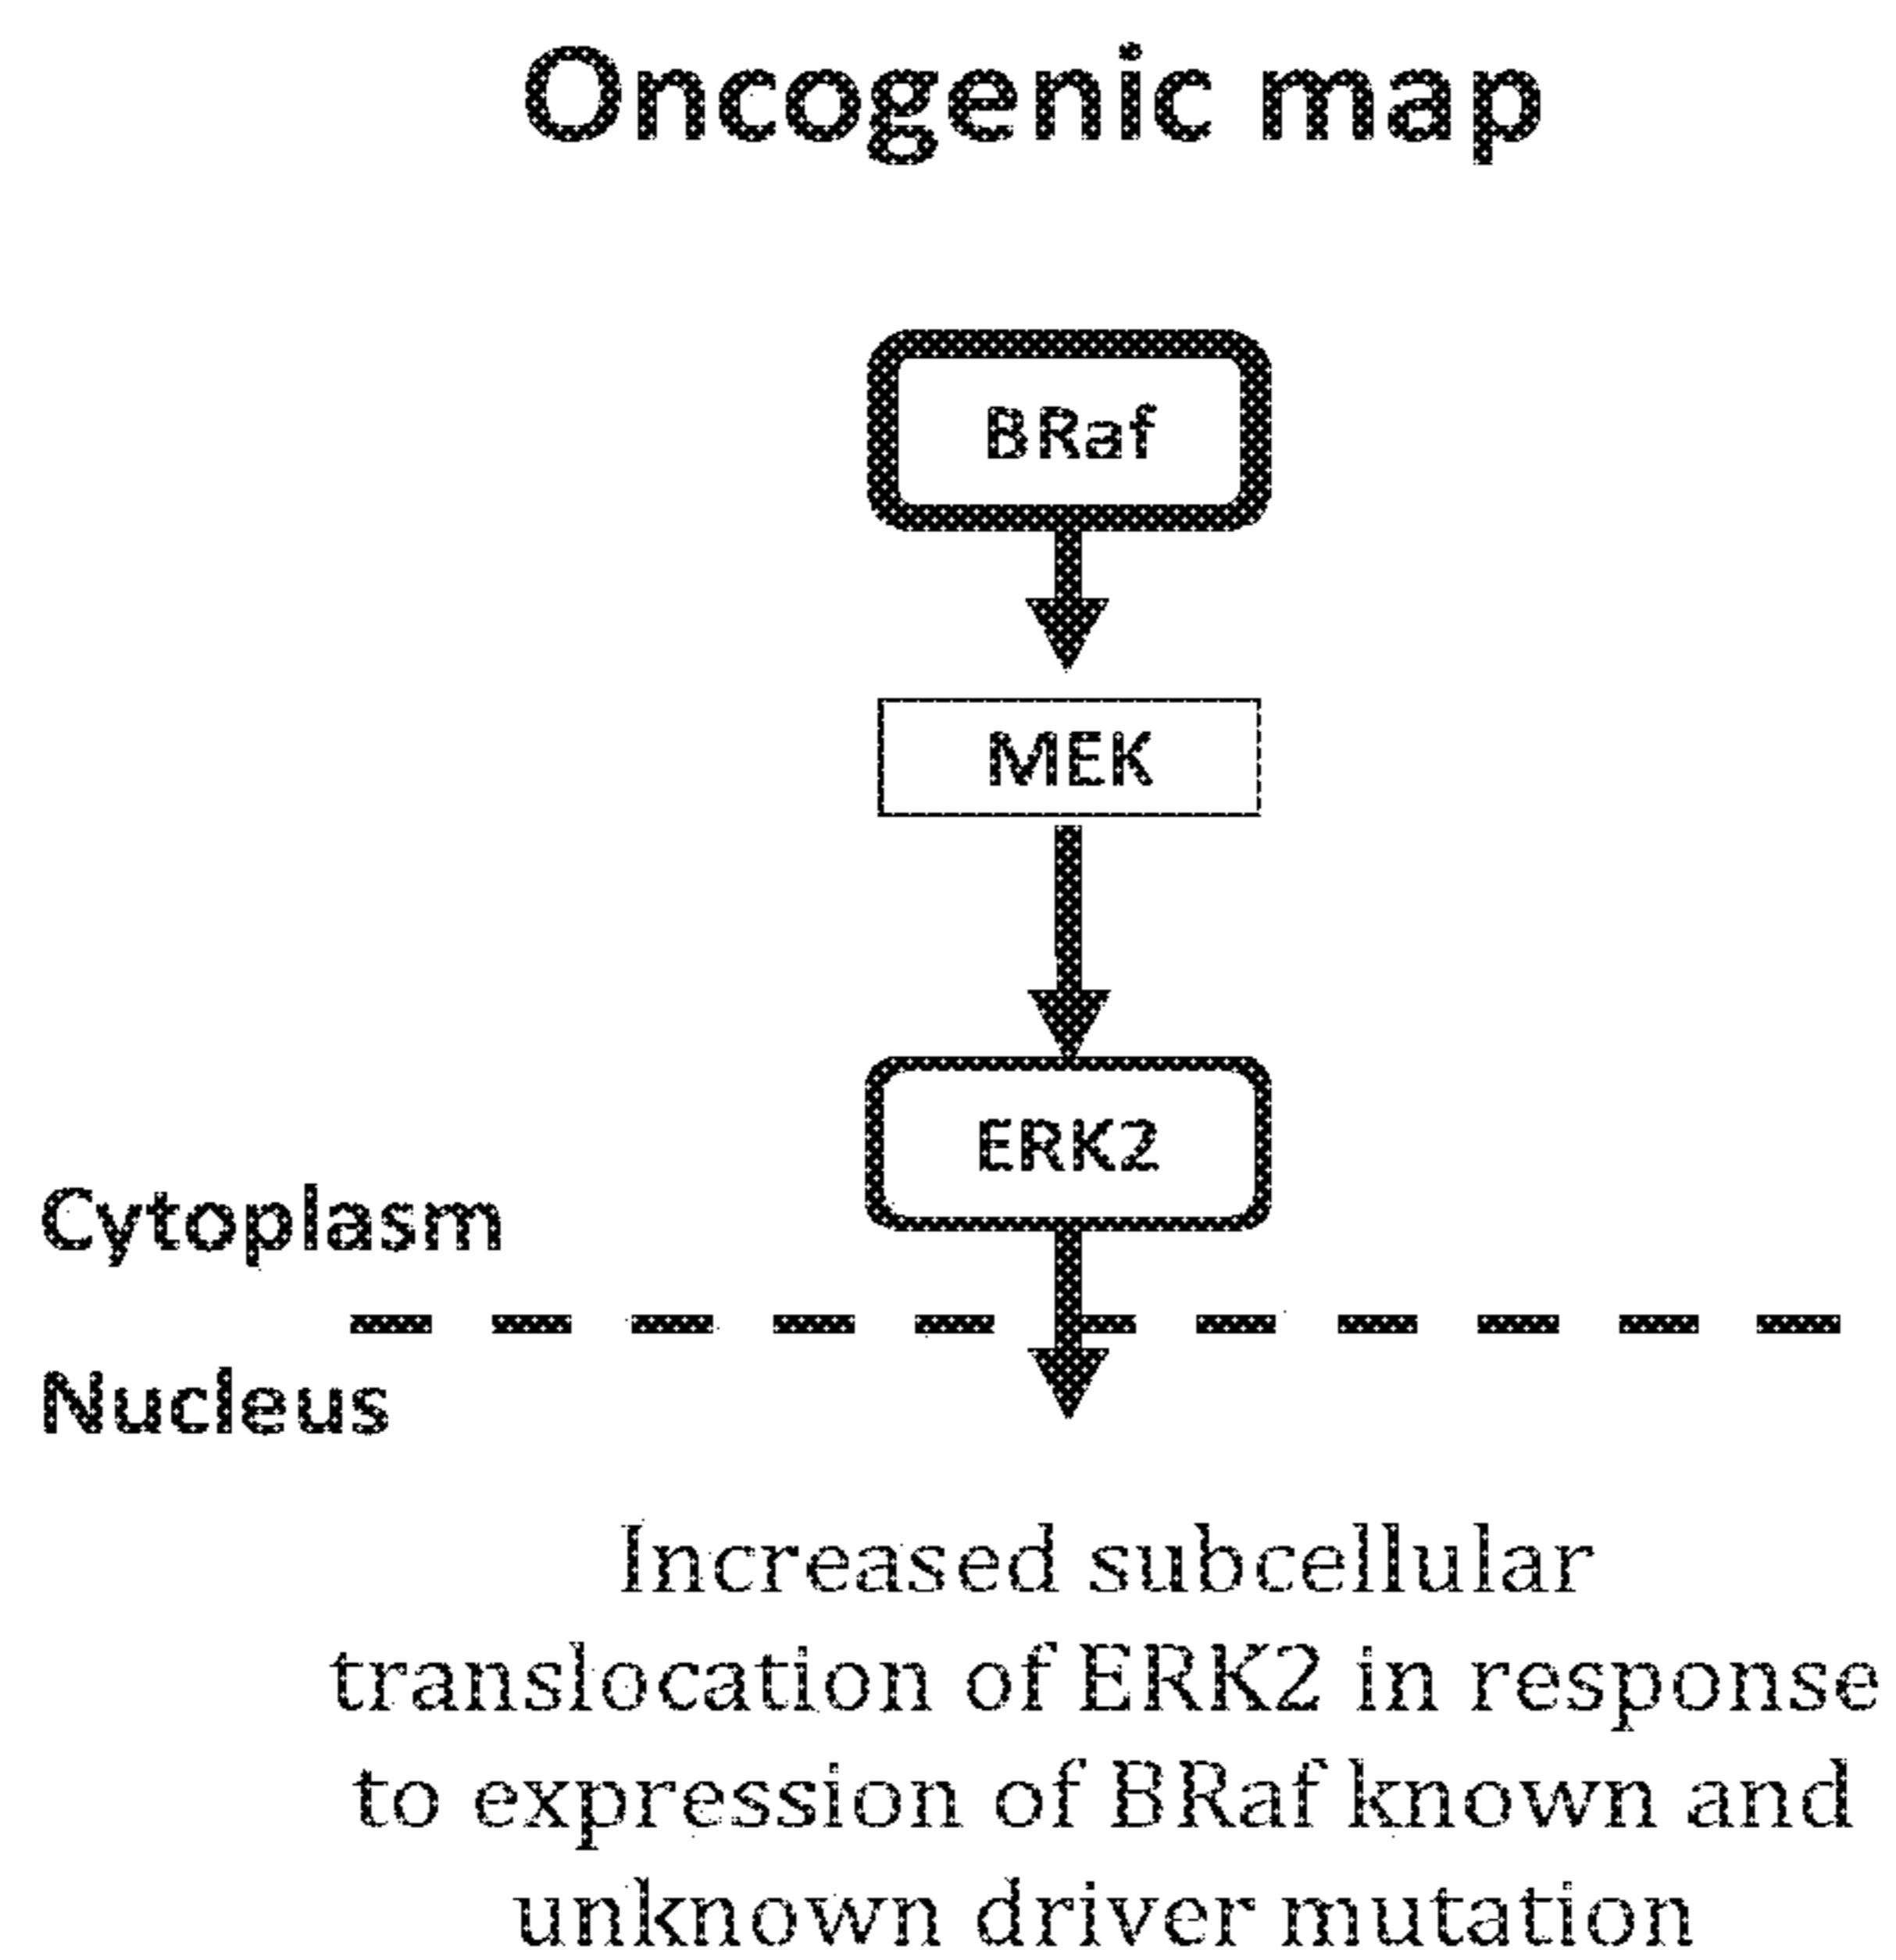 Oncogenic map
BRaf
MEK
ERK2
Cytoplasm
Nucleus
Increased subcellular
translocation of ERK2 in response
to expression of BRaf known and
unknown driver mutation